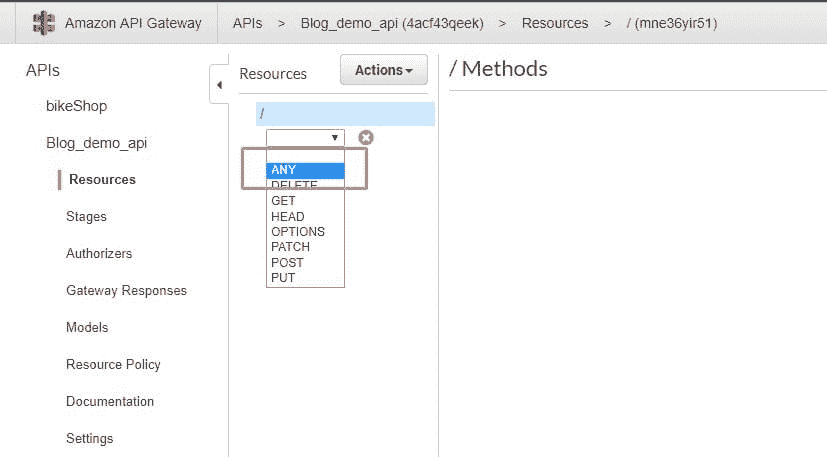 Amazon API Gateway APIs > Blog_demo_api (4acf43qeek) > Resources > / (mne36yir51)
APIs
bikeShop
Blog_demo_api
Resources
Stages
Authorizers
Gateway Responses
Models
Resource Policy
Documentation
Settings
Resources Actions
/
ANY
DELETE
GET
HEAD
OPTIONS
PATCH
POST
PUT
/ Methods